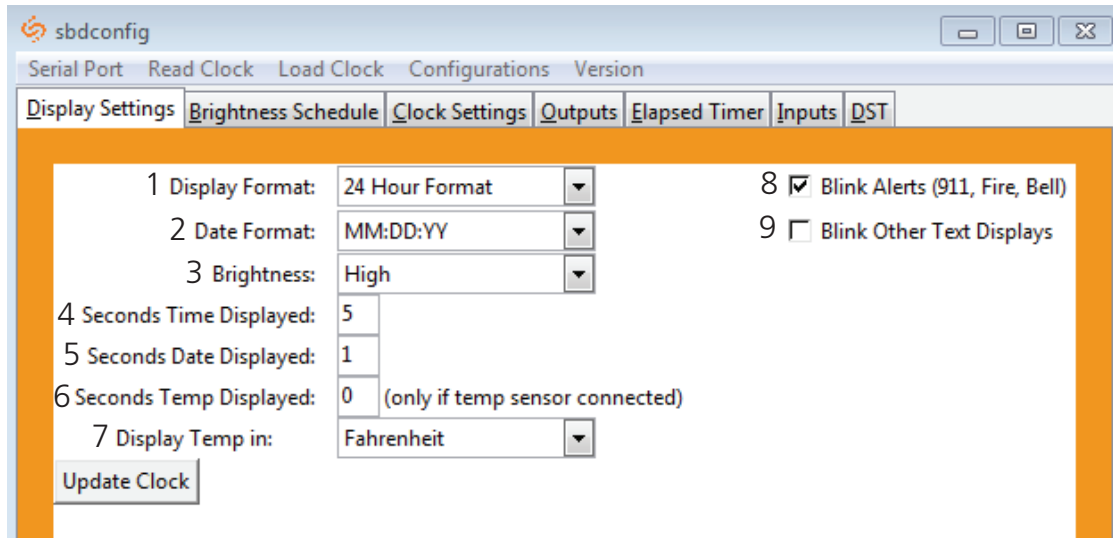 sbdconfig
Serial Port Read Clock Load Clock Configurations Version
Display Settings Brightness Schedule Clock Settings Outputs Elapsed Timer Inputs DST
1 Display Format: 24 Hour Format 8 Blink Alerts (911, Fire, Bell)
2 Date Format: MM:DD:YY 9 Blink Other Text Displays
3 Brightness: High
4 Seconds Time Displayed: 5
5 Seconds Date Displayed: 1
6 Seconds Temp Displayed: 0 (only if temp sensor connected)
7 Display Temp in: Fahrenheit
Update Clock